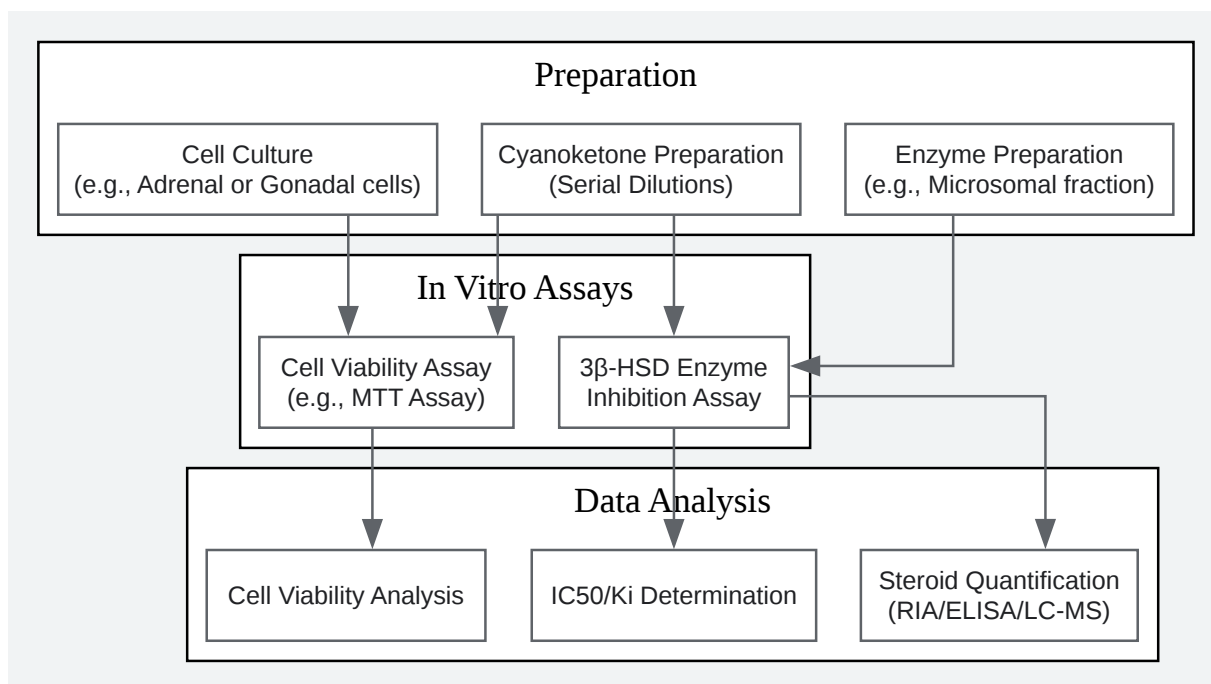 Preparation
Cell Culture
(e.g., Adrenal or Gonadal cells)
Cyanoketone Preparation
(Serial Dilutions)
Enzyme Preparation
(e.g., Microsomal fraction)
In Vitro Assays
Cell Viability Assay
(e.g., MTT Assay)
3β-HSD Enzyme
Inhibition Assay
Data Analysis
Cell Viability Analysis
IC50/Ki Determination
Steroid Quantification
(RIA/ELISA/LC-MS)